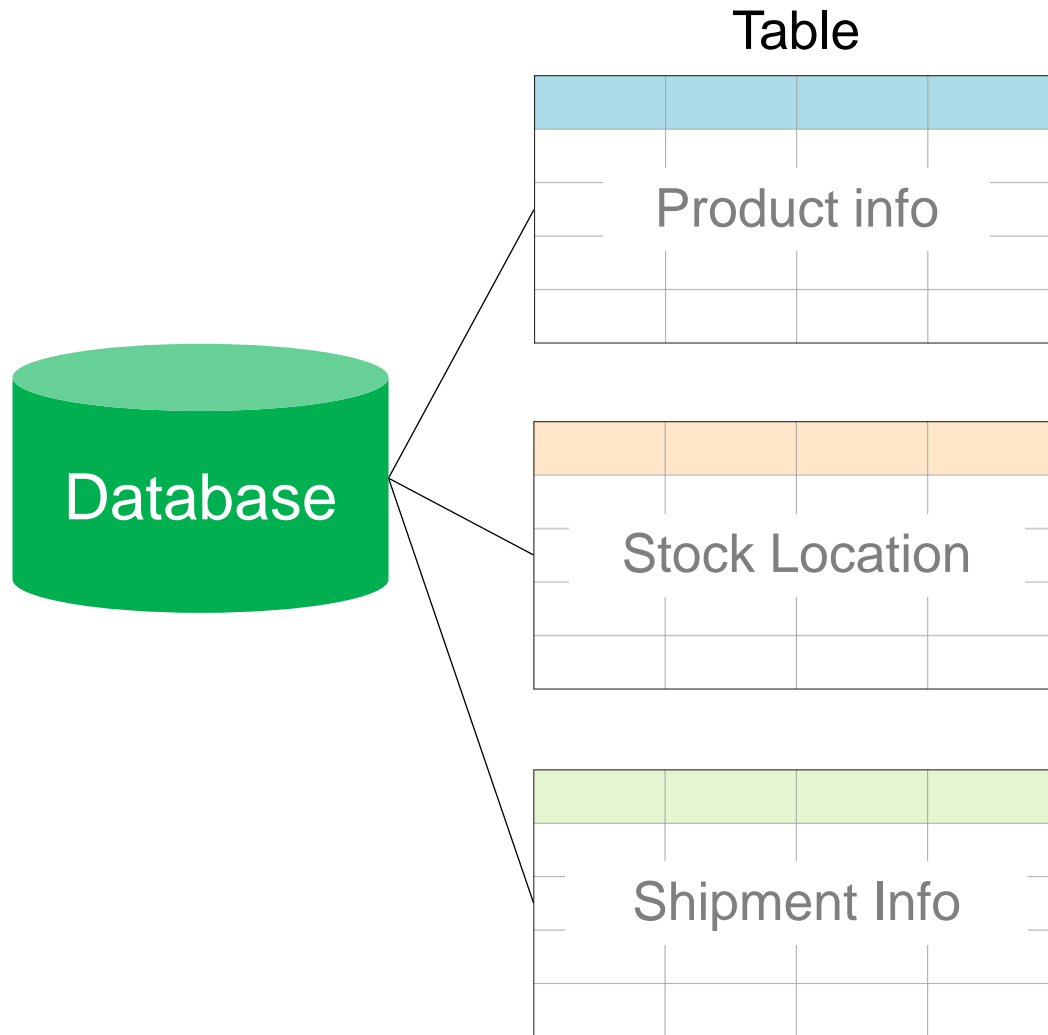 Table
Product info
Database
Stock Location
Shipment Info